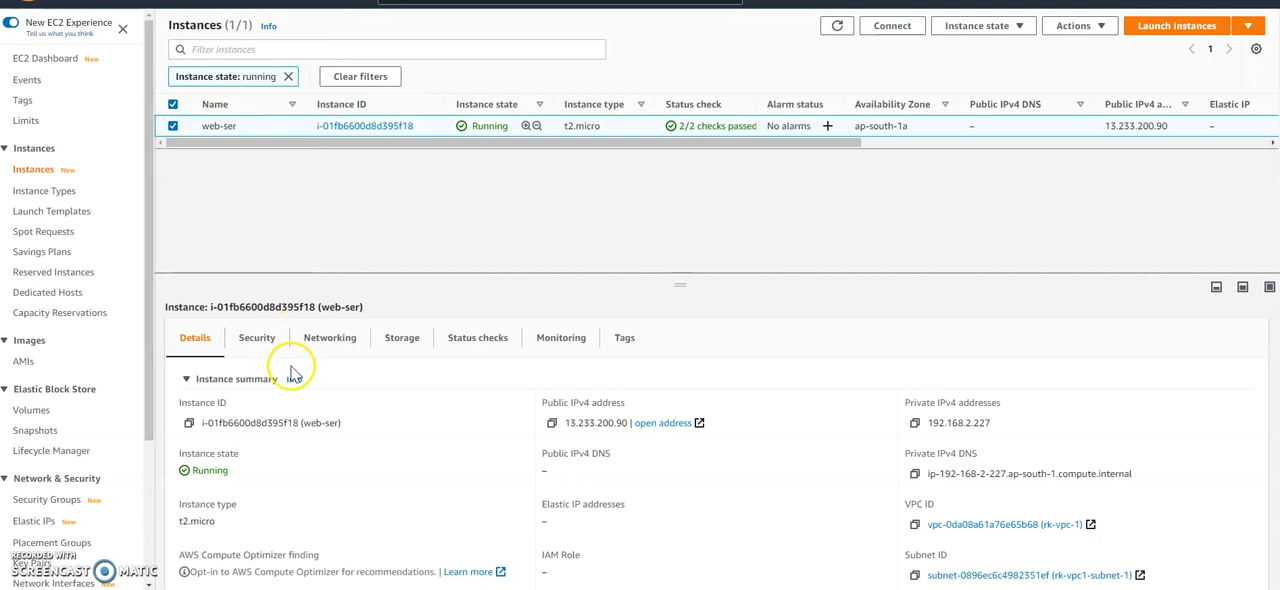 New EC2 Experience
Tell us what you think
EC2 Dashboard New
Events
Tags
Limits
Instances
Instances New
Instance Types
Launch Templates
Spot Requests
Savings Plans
Reserved Instances
Dedicated Hosts
Capacity Reservations
Images
AMIs
Elastic Block Store
Volumes
Snapshots
Lifecycle Manager
Network & Security
Security Groups New
Elastic IPs New
Placement Groups
Key Pairs
Network Interfaces New
RECORDED WITH
SCREENCAST MATIC
Instances (1/1) Info
Connect
Instance state
Actions
Launch instances
Filter instances
1
Instance state: running
Clear filters
Name Instance ID Instance state Instance type Status check Alarm status Availability Zone Public IPv4 DNS Public IPv4 a... Elastic IP
web-ser i-01fb6600d8d395f18 Running t2.micro 2/2 checks passed No alarms + ap-south-1a – 13.233.200.90 –
Instance: i-01fb6600d8d395f18 (web-ser)
Details Security Networking Storage Status checks Monitoring Tags
Instance summary
Instance ID
i-01fb6600d8d395f18 (web-ser)
Instance state
Running
Instance type
t2.micro
AWS Compute Optimizer finding
Opt-in to AWS Compute Optimizer for recommendations. | Learn more
Public IPv4 address
13.233.200.90 | open address
Public IPv4 DNS
–
Elastic IP addresses
–
IAM Role
–
Private IPv4 addresses
192.168.2.227
Private IPv4 DNS
ip-192-168-2-227.ap-south-1.compute.internal
VPC ID
vpc-0da08a61a76e65b68 (rk-vpc-1)
Subnet ID
subnet-0896ec6c4982351ef (rk-vpc1-subnet-1)